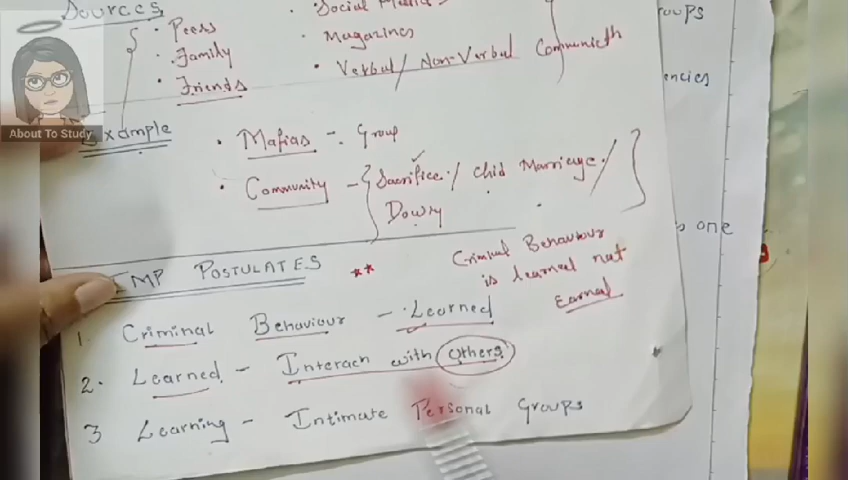 Sources
• Peers
• Family
• Friends
• Social Media
• Magazines
• Verbal / Non-Verbal
roups
encies
About To Study
Example
• Mafias - Group
• Community - { Sacrifice / Child Marriage /
Dowry }
s one
IMP POSTULATES **
Criminal Behaviour
is learned not
Earned
1. Criminal Behaviour - Learned
2. Learned - Interach with Others
3 Learning - Intimate Personal Groups